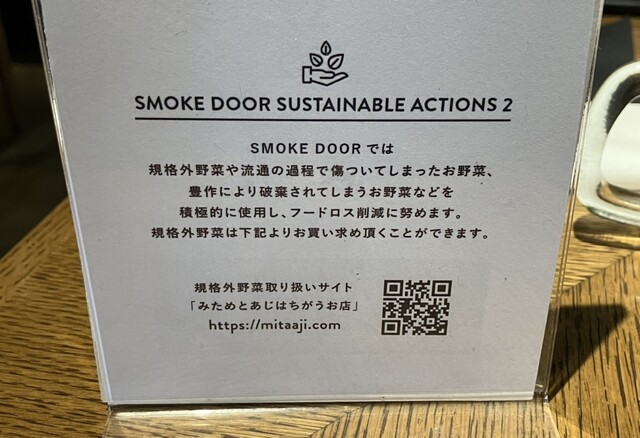 SMOKE DOOR SUSTAINABLE ACTIONS 2
SMOKE DOOR では
規格外野菜や流通の過程で傷ついてしまったお野菜、
豊作により破棄されてしまうお野菜などを
積極的に使用し、フードロス削減に努めます。
規格外野菜は下記よりお買い求め頂くことができます。
規格外野菜取り扱いサイト
「みためとあじはちがうお店」
https://mitaaji.com